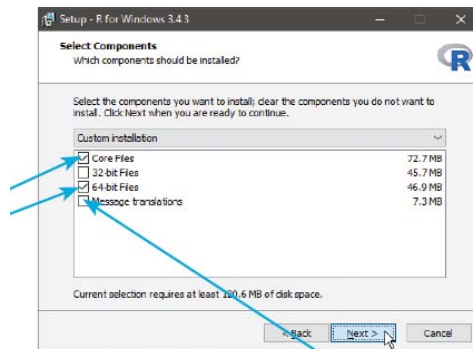 Setup - R for Windows 3.4.3
Select Components
Which components should be installed?
R
Select the components you want to install; clear the components you do not want to
install. Click Next when you are ready to continue.
Custom installation
Core Files 72.7 MB
32-bit Files 45.7 MB
64-bit Files 46.9 MB
Message translations 7.3 MB
Current selection requires at least 120.6 MB of disk space.
< Back Next > Cancel